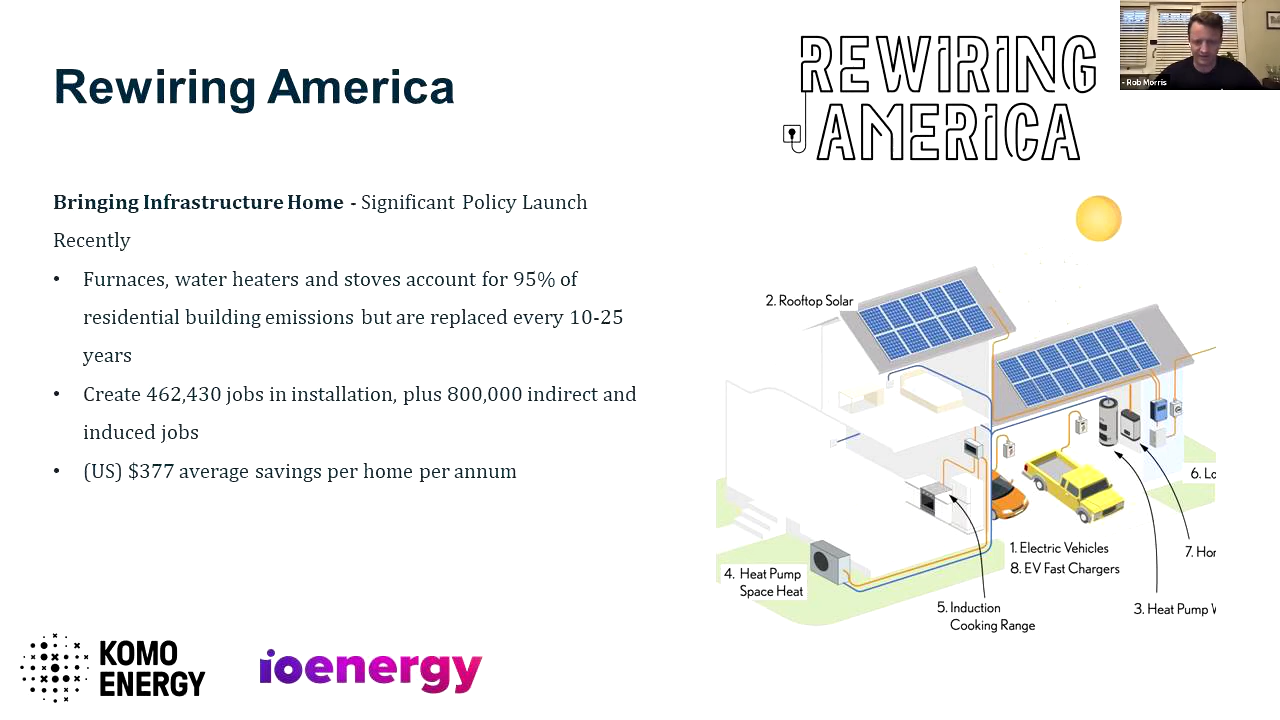 Rewiring America
REWIRING
AMERICA
- Rob Morris
Bringing Infrastructure Home - Significant Policy Launch
Recently
• Furnaces, water heaters and stoves account for 95% of
residential building emissions but are replaced every 10-25
years
• Create 462,430 jobs in installation, plus 800,000 indirect and
induced jobs
• (US) $377 average savings per home per annum
2. Rooftop Solar
6. Lo
7. Hor
1. Electric Vehicles
8. EV Fast Chargers
4. Heat Pump
Space Heat
5. Induction
Cooking Range
3. Heat Pump W
KOMO
ENERGY
ioenergy